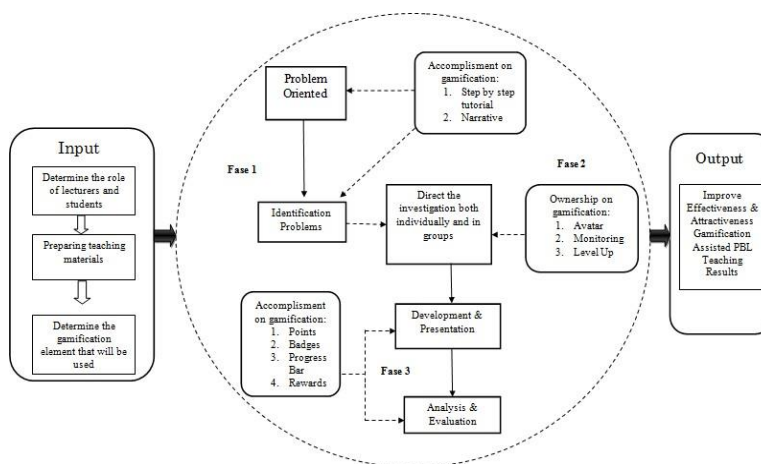 Input
Determine the role
of lecturers and
students
Preparing teaching
materials
Determine the
gamification
element that will be
used
Problem
Oriented
Accomplisment on
gamification:
1. Step by step
tutorial
2. Narrative
Fase 1
Identification
Problems
Direct the
investigation both
individually and in
groups
Fase 2
Ownership on
gamification:
1. Avatar
2. Monitoring
3. Level Up
Accomplisment
on gamification:
1. Points
2. Badges
3. Progress
Bar
4. Rewards
Development &
Presentation
Fase 3
Analysis &
Evaluation
Output
Improve
Effectiveness &
Attractiveness
Gamification
Assisted PBL
Teaching
Results